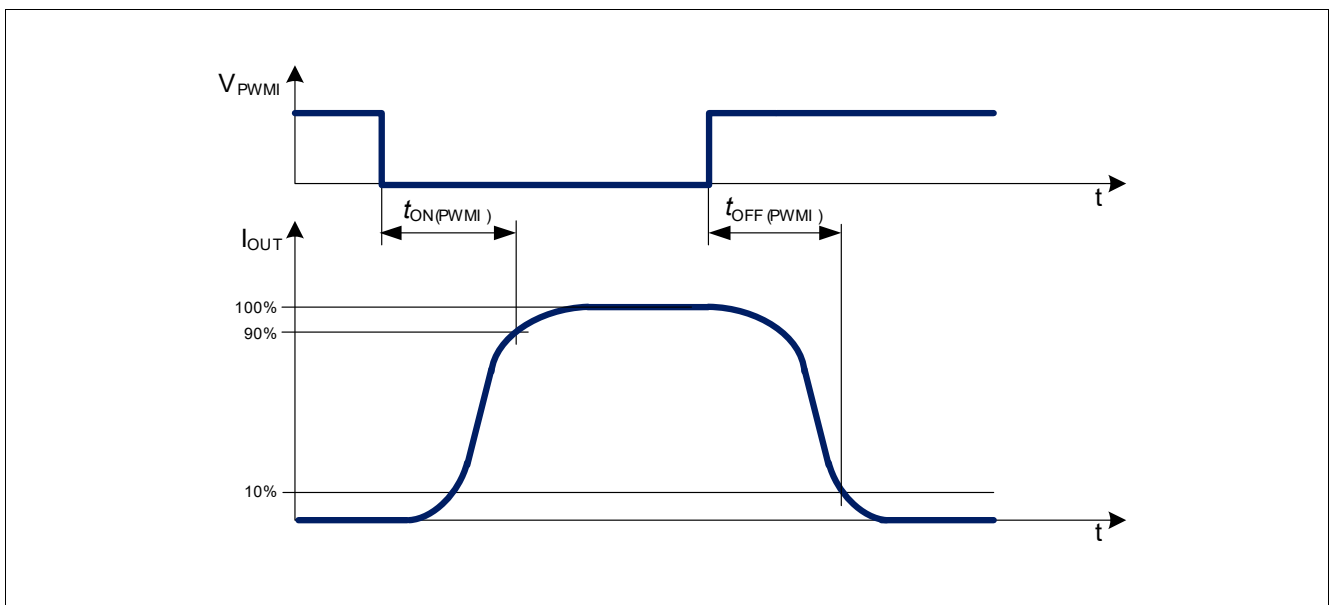 VPWMI
t
tON(PWMI )
tOFF(PWMI )
IOUT
100%
90%
10%
t